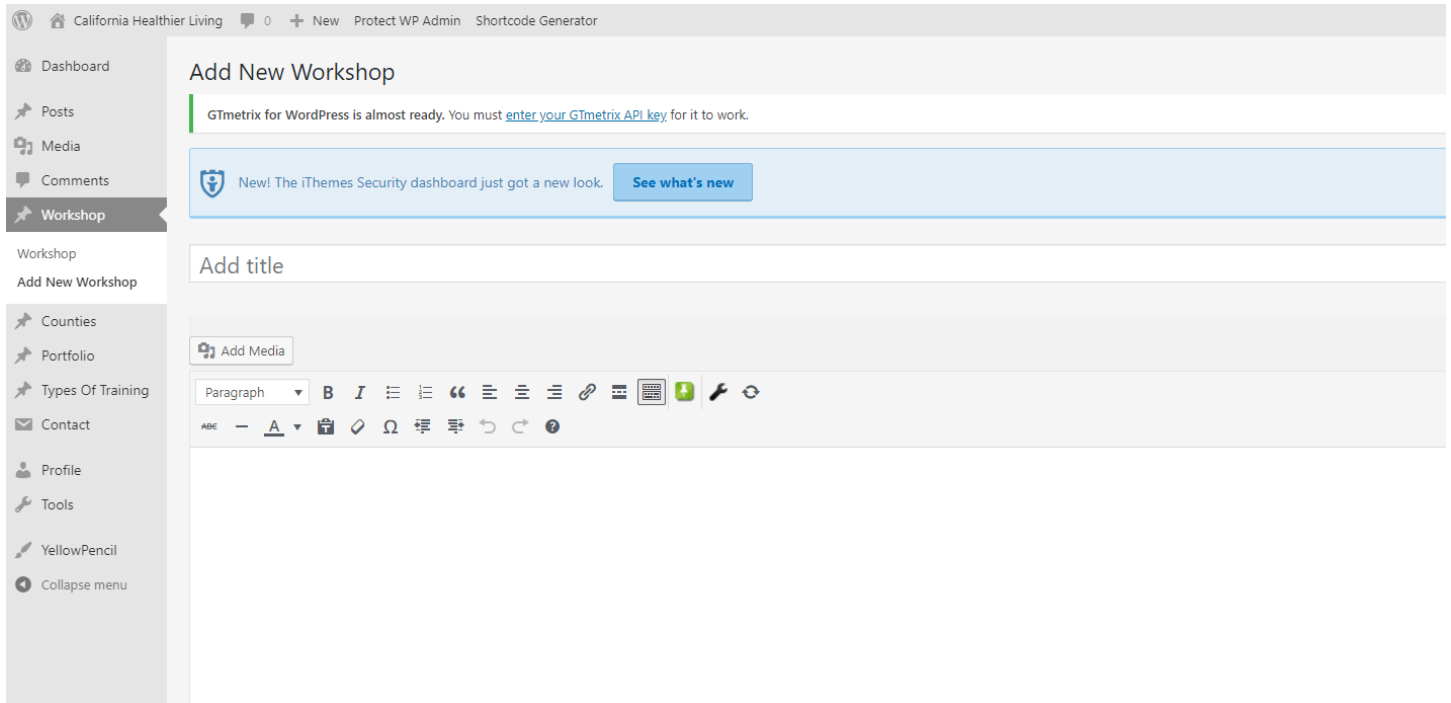 California Healthier Living 0 New Protect WP Admin Shortcode Generator
Dashboard
Posts
Media
Comments
Workshop
Workshop
Add New Workshop
Counties
Portfolio
Types Of Training
Contact
Profile
Tools
YellowPencil
Collapse menu
Add New Workshop
GTmetrix for WordPress is almost ready. You must enter your GTmetrix API key for it to work.
New! The iThemes Security dashboard just got a new look. See what's new
Add title
Add Media
Paragraph B I
ABE A Ω